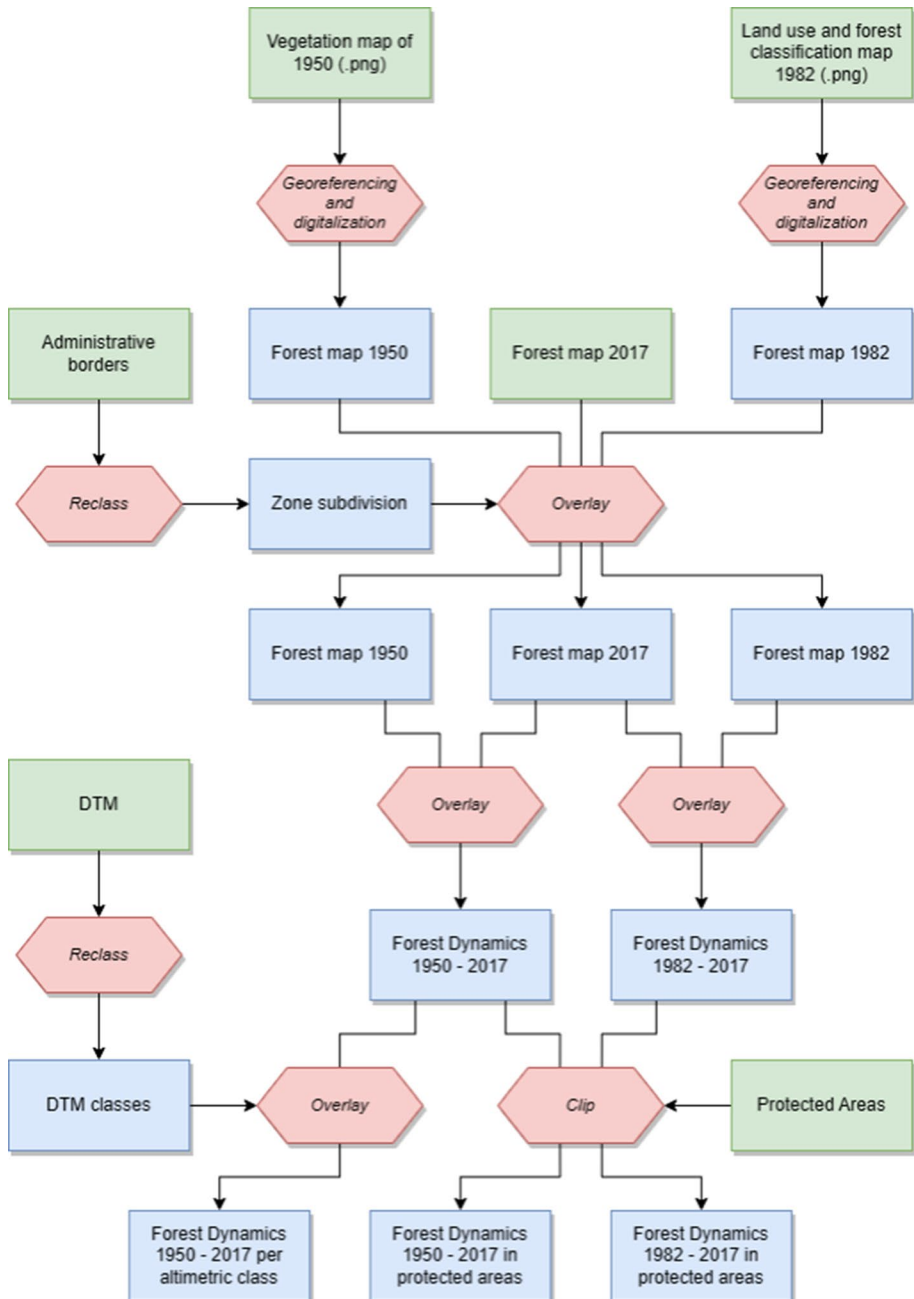 Vegetation map of
1950 (.png)
Land use and forest
classification map
1982 (.png)
Georeferencing
and
digitalization
Georeferencing
and
digitalization
Administrative
borders
Forest map 1950
Forest map 2017
Forest map 1982
Reclass
Zone subdivision
Overlay
Forest map 1950
Forest map 2017
Forest map 1982
DTM
Overlay
Overlay
Reclass
Forest Dynamics
1950 - 2017
Forest Dynamics
1982 - 2017
DTM classes
Overlay
Clip
Protected Areas
Forest Dynamics
1950 - 2017 per
altimetric class
Forest Dynamics
1950 - 2017 in
protected areas
Forest Dynamics
1982 - 2017 in
protected areas